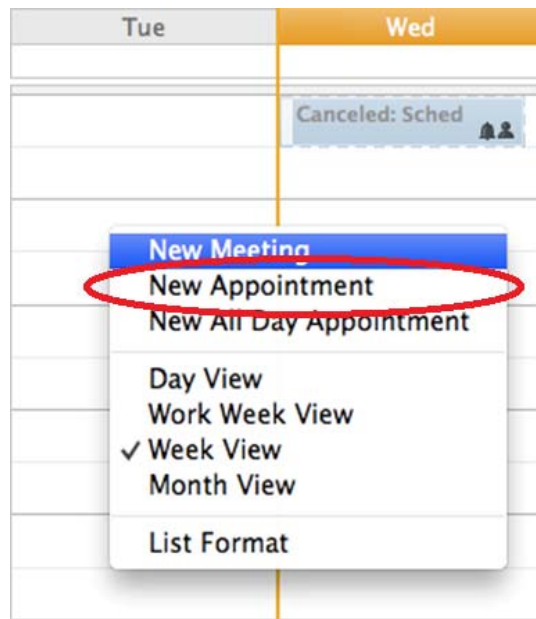 Tue Wed
Canceled: Sched
New Meeting
New Appointment
New All Day Appointment
Day View
Work Week View
✓ Week View
Month View
List Format